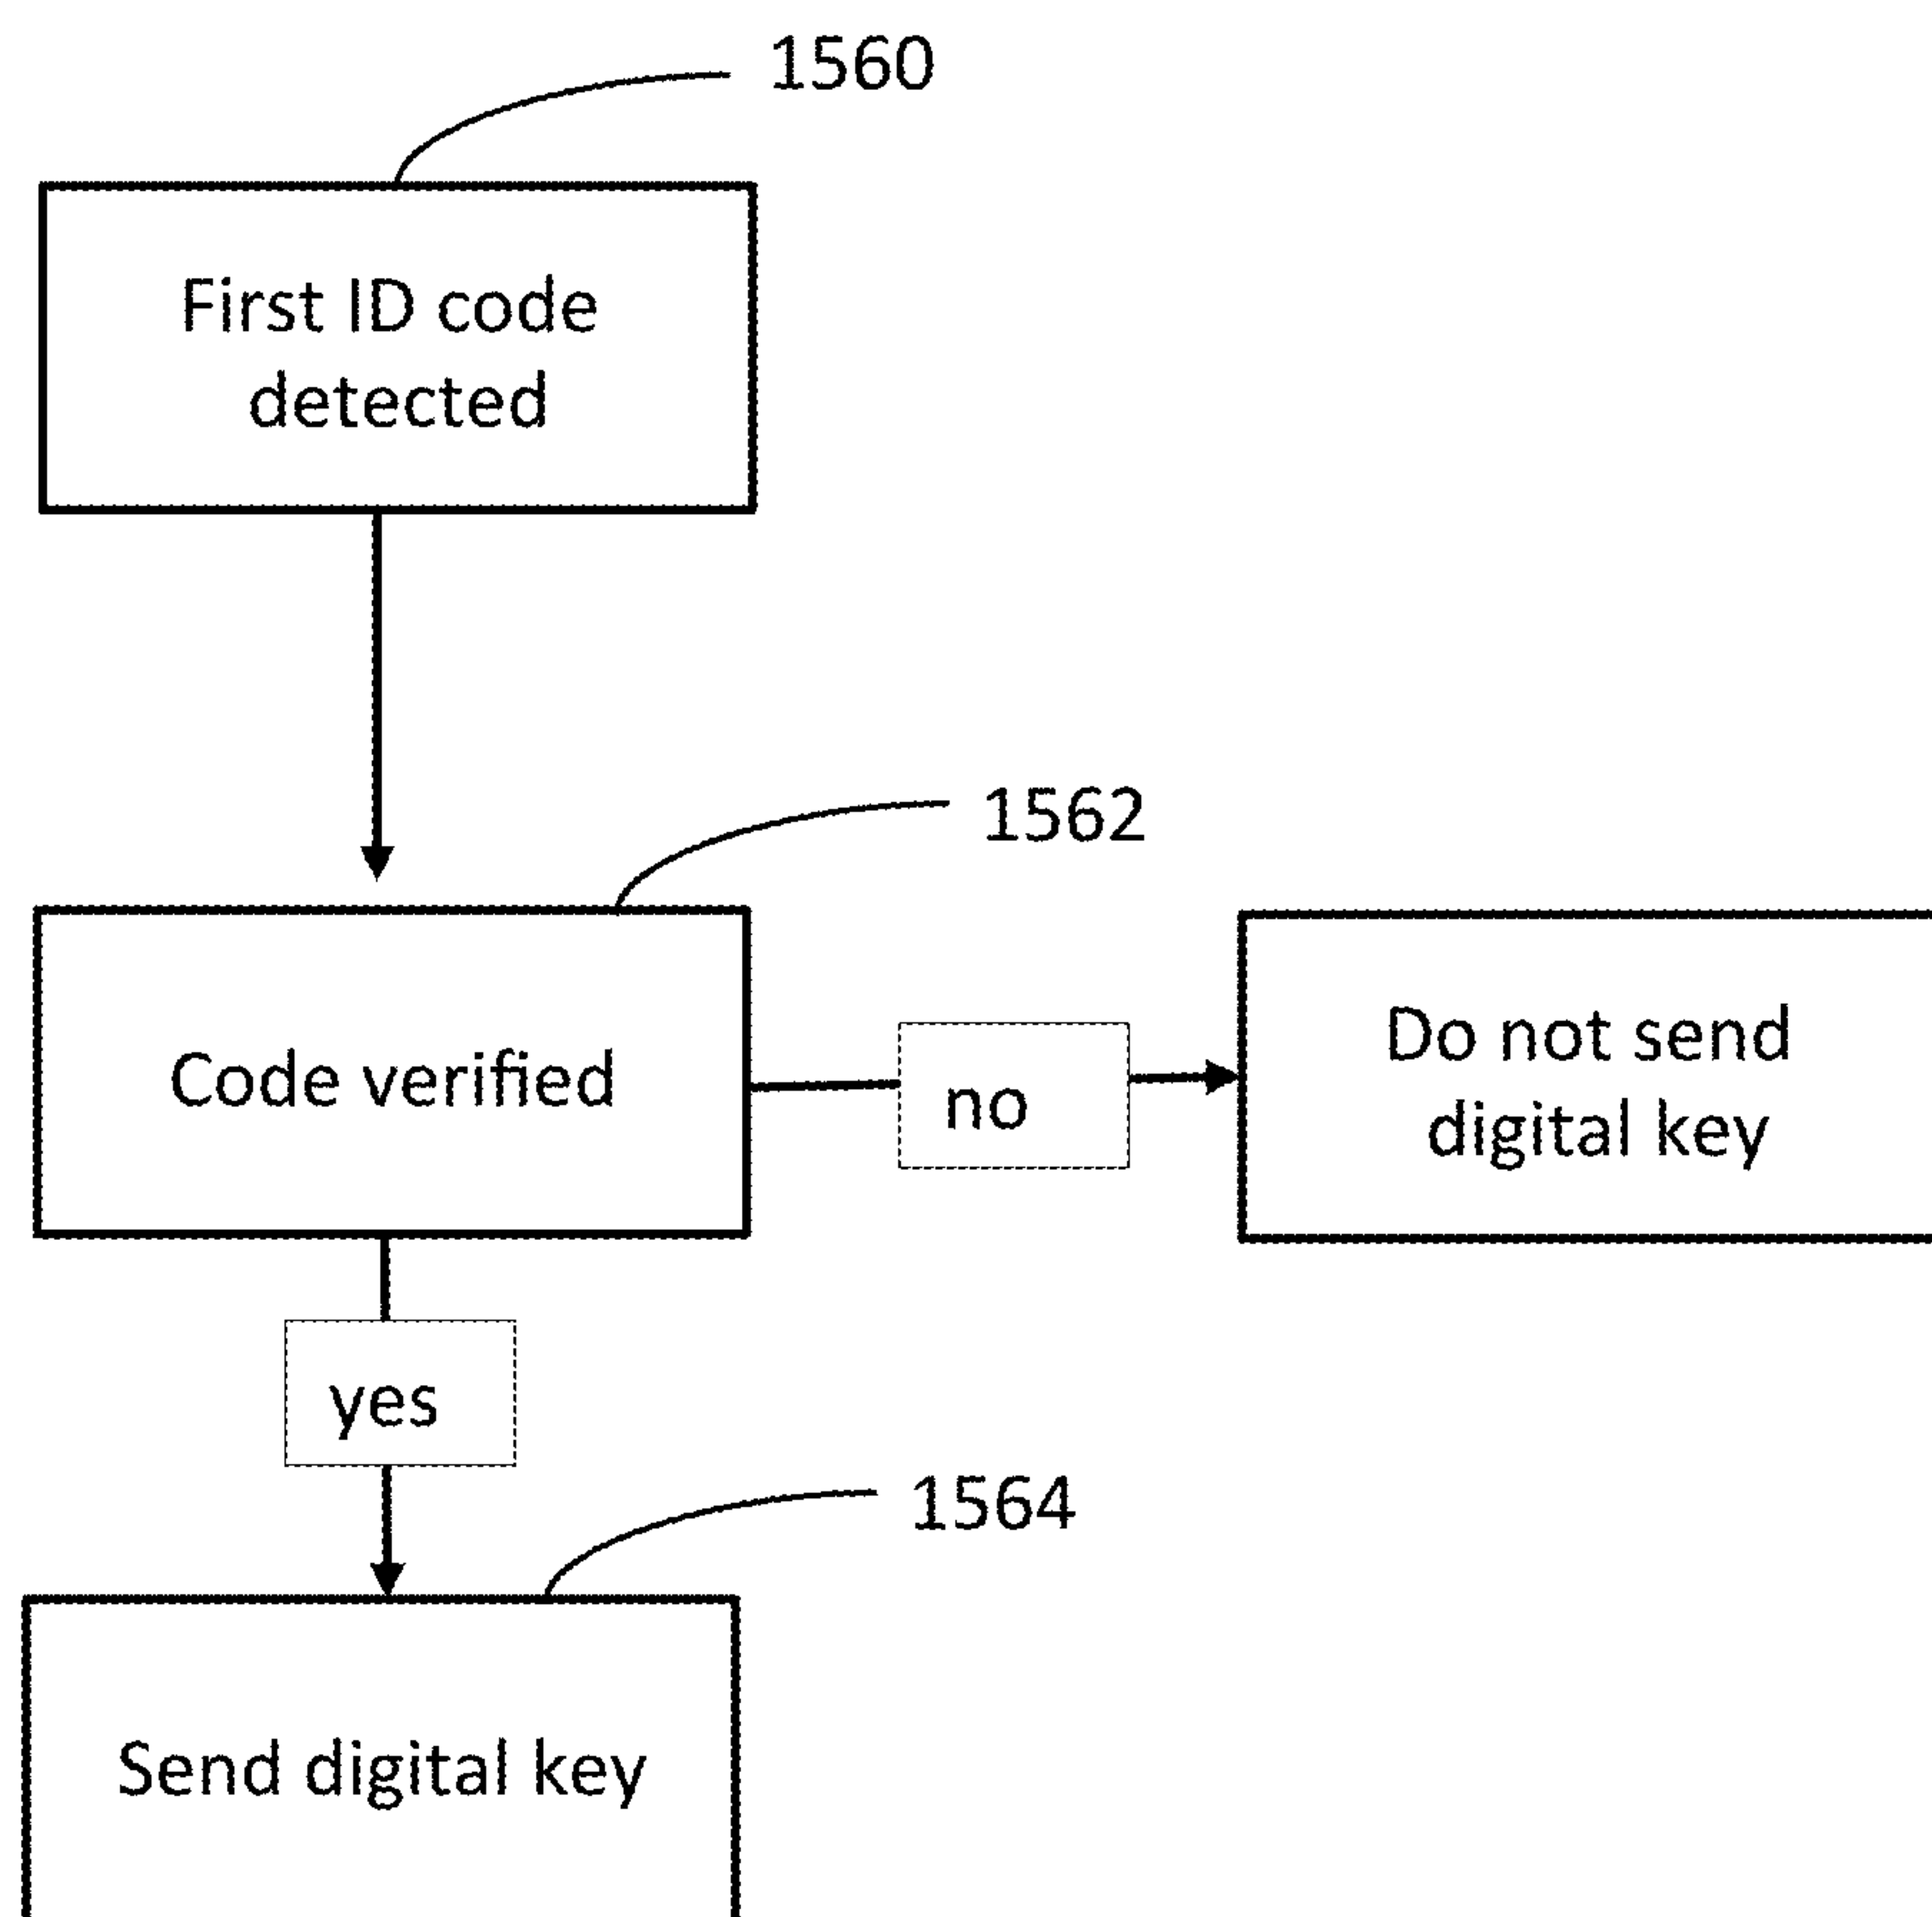 1560
First ID code
detected
1562
Code verified
no
Do not send
digital key
yes
1564
Send digital key